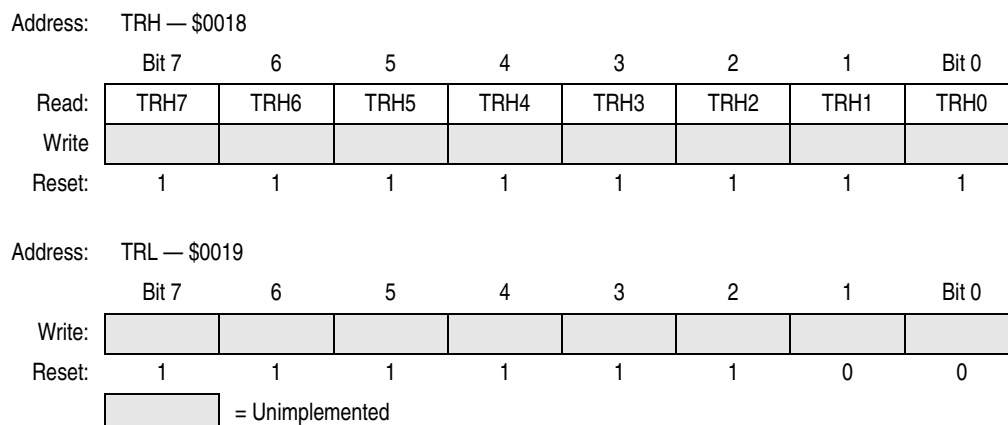 Address: TRH — $0018
Bit 7 6 5 4 3 2 1 Bit 0
Read: TRH7 TRH6 TRH5 TRH4 TRH3 TRH2 TRH1 TRH0
Write
Reset: 1 1 1 1 1 1 1 1
Address: TRL — $0019
Bit 7 6 5 4 3 2 1 Bit 0
Write:
Reset: 1 1 1 1 1 1 0 0
= Unimplemented